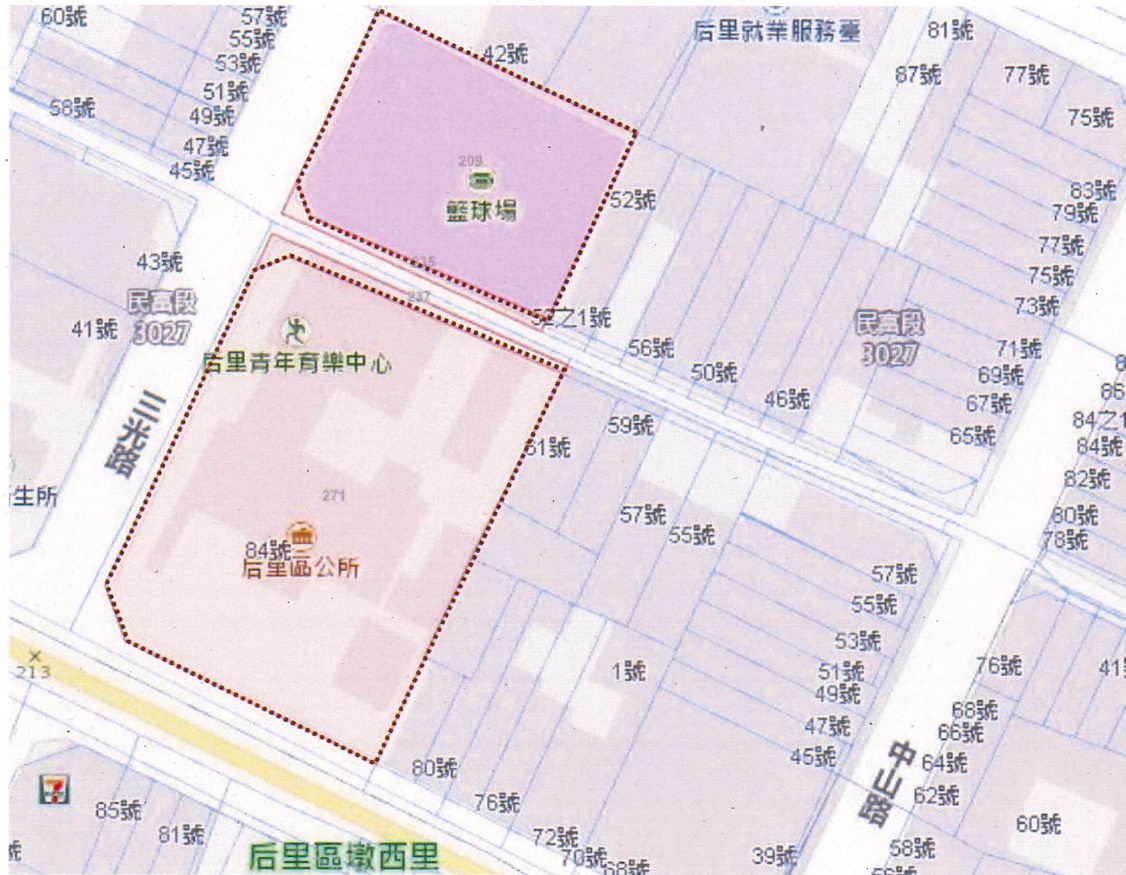 60號
57號
55號
53號
51號
49號
47號
45號
58號
42號
后里就業服務臺
81號
87號
77號
75號
209
籃球場
52號
83號
79號
77號
75號
73號
71號
69號
67號
65號
43號
民富段
3027
41號
235
237
52之1號
后里青年育樂中心
56號
50號
46號
民富段
3027
84之1
84號
82號
80號
78號
三光路
生所
61號
59號
57號
55號
271
84號
后里區公所
57號
55號
53號
51號
49號
47號
45號
1號
213
76號
68號
66號
64號
62號
60號
58號
中山路
80號
76號
72號
70號
68號
39號
85號
81號
后里區墩西里